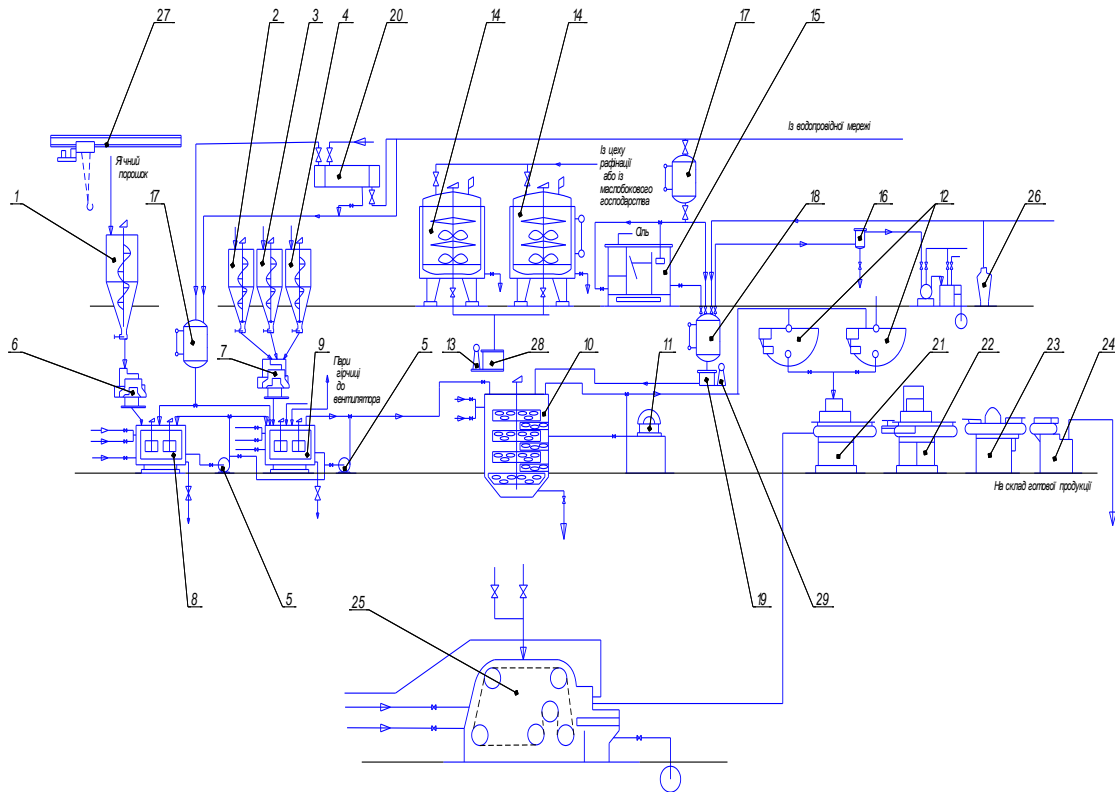 27
2
3
4
20
14
14
15
17
Із водопровідної мережі
Яєчний
порошок
Із цеху
рафінації
або із
маслобокового
господарства
1
17
Сіль
18
16
12
26
6
7
9
Пари
гірчиці
до
вентилятора
5
13
28
10
11
21
22
23
24
На склад готової продукції
8
5
25
19
29